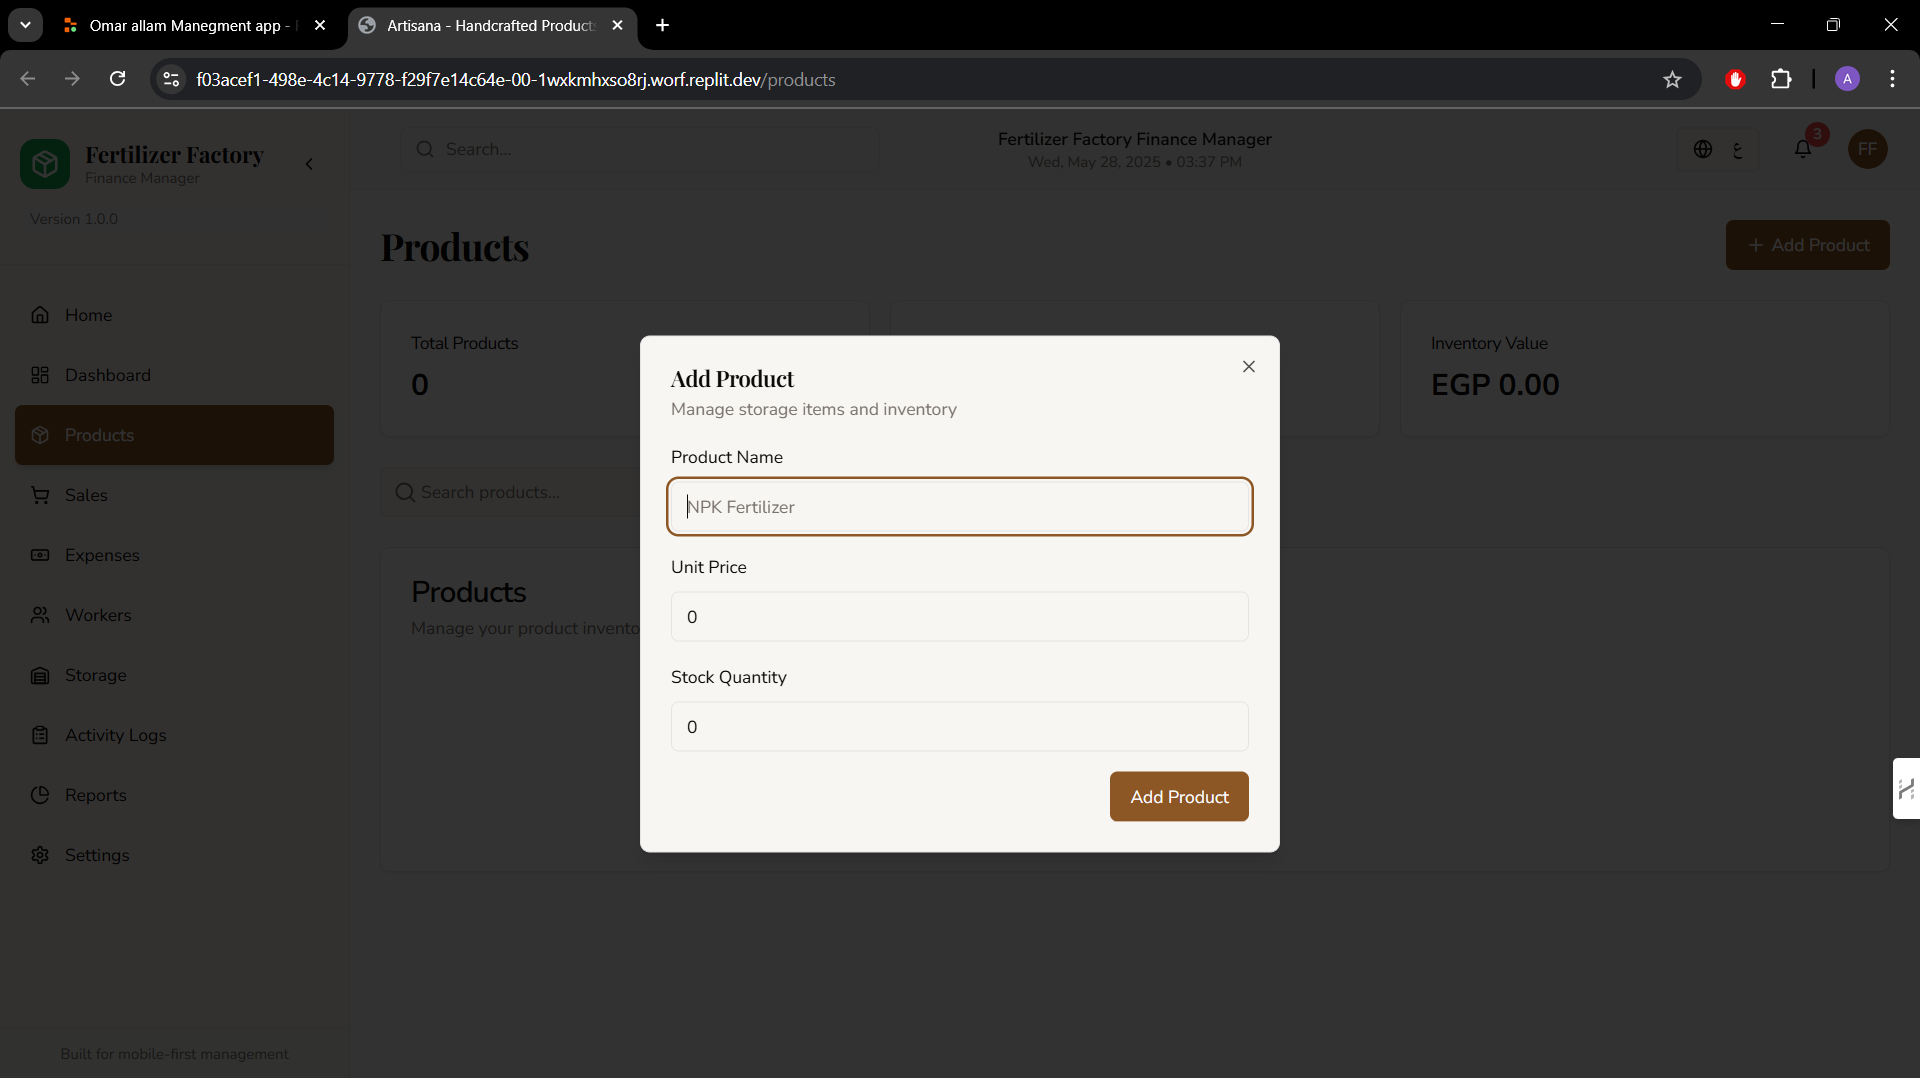 Omar allam Manegment app -
Artisana - Handcrafted Product
f03acef1-498e-4c14-9778-f29f7e14c64e-00-1wxkmhxso8rj.worf.replit.dev/products
A
Fertilizer Factory
Finance Manager
Version 1.0.0
Search...
Fertilizer Factory Finance Manager
Wed, May 28, 2025 • 03:37 PM
ع
3
FF
Home
Dashboard
Products
Sales
Expenses
Workers
Storage
Activity Logs
Reports
Settings
Built for mobile-first management
Products
+ Add Product
Total Products
0
Inventory Value
EGP 0.00
Search products...
Products
Manage your product invento
Add Product
Manage storage items and inventory
Product Name
NPK Fertilizer
Unit Price
0
Stock Quantity
0
Add Product